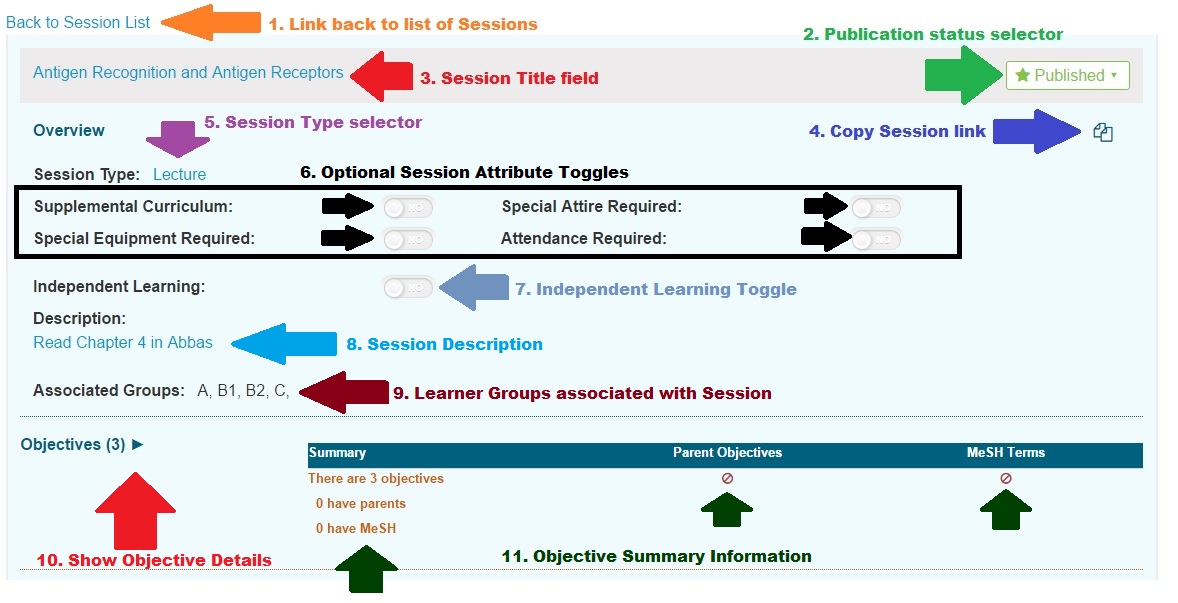 Back to Session List
1. Link back to list of Sessions
2. Publication status selector
Antigen Recognition and Antigen Receptors
3. Session Title field
Published
Overview
5. Session Type selector
4. Copy Session link
Session Type: Lecture
6. Optional Session Attribute Toggles
Supplemental Curriculum: NO
Special Attire Required: NO
Special Equipment Required: NO
Attendance Required: NO
Independent Learning: NO
7. Independent Learning Toggle
Description:
Read Chapter 4 in Abbas
8. Session Description
Associated Groups: A, B1, B2, C,
9. Learner Groups associated with Session
Objectives (3)
Summary Parent Objectives MeSH Terms
There are 3 objectives
0 have parents
0 have MeSH
10. Show Objective Details
11. Objective Summary Information